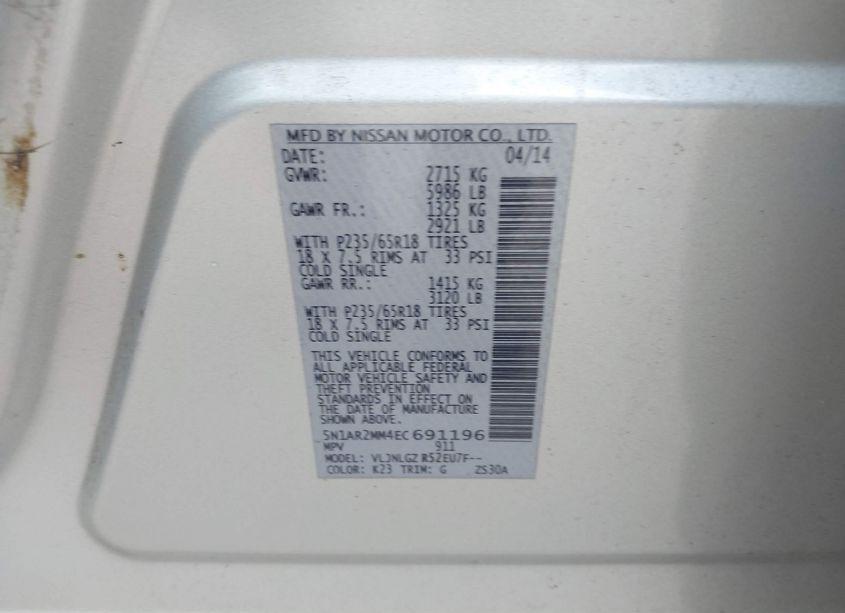 MFD BY NISSAN MOTOR CO., LTD.
DATE: 04/14
GVWR: 2715 KG
5986 LB
GAWR FR.: 1325 KG
2921 LB
WITH P235/65R18 TIRES
18 X 7.5 RIMS AT 33 PSI
COLD SINGLE
GAWR RR.: 1415 KG
3120 LB
WITH P235/65R18 TIRES
18 X 7.5 RIMS AT 33 PSI
COLD SINGLE
THIS VEHICLE CONFORMS TO
ALL APPLICABLE FEDERAL
MOTOR VEHICLE SAFETY AND
THEFT PREVENTION
STANDARDS IN EFFECT ON
THE DATE OF MANUFACTURE
SHOWN ABOVE.
5N1AR2MM4EC691196
MPV 911
MODEL: VLJNLGZ R52EU7F--
COLOR: K23 TRIM: G ZS30A